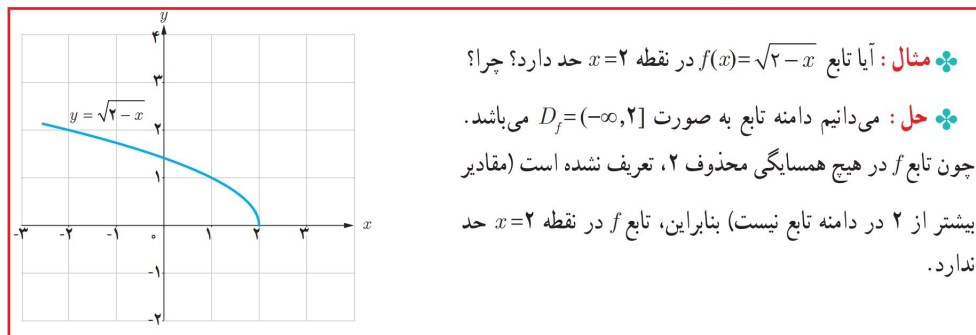 مثال : آیا تابع f(x)=√۲−x در نقطه x=۲ حد دارد؟ چرا؟
حل : می‌دانیم دامنه تابع به صورت D_f=(−∞,۲] می‌باشد.
چون تابع f در هیچ همسایگی محذوف ۲، تعریف نشده است (مقادیر
بیشتر از ۲ در دامنه تابع نیست) بنابراین، تابع f در نقطه x=۲ حد
ندارد.
y
۴
۳
y = √۲ − x
۲
۱
-۳ -۲ -۱ ۰ ۱ ۲ ۳ x
-۱
-۲